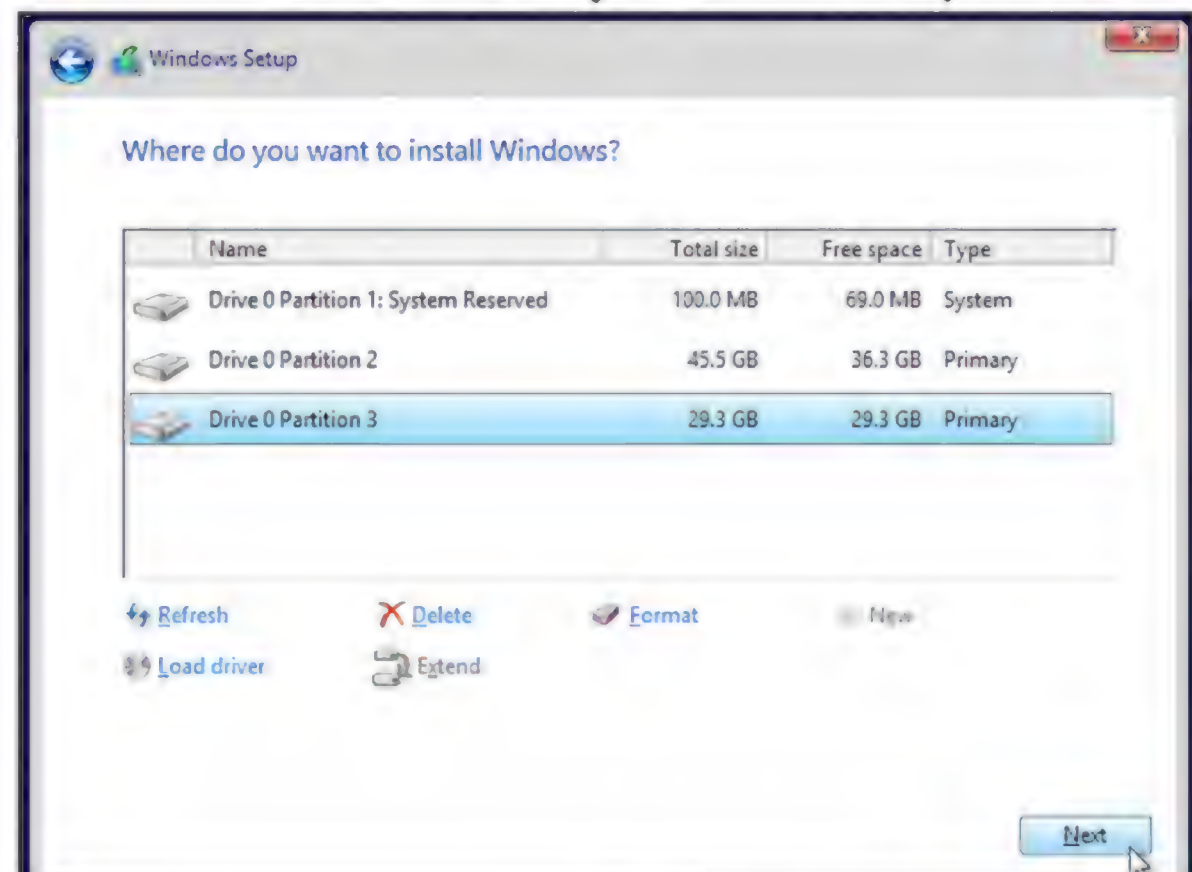 Windows Setup
Where do you want to install Windows?
Name Total size Free space Type
Drive 0 Partition 1: System Reserved 100.0 MB 69.0 MB System
Drive 0 Partition 2 45.5 GB 36.3 GB Primary
Drive 0 Partition 3 29.3 GB 29.3 GB Primary
Refresh Delete Format New
Load driver Extend
Next